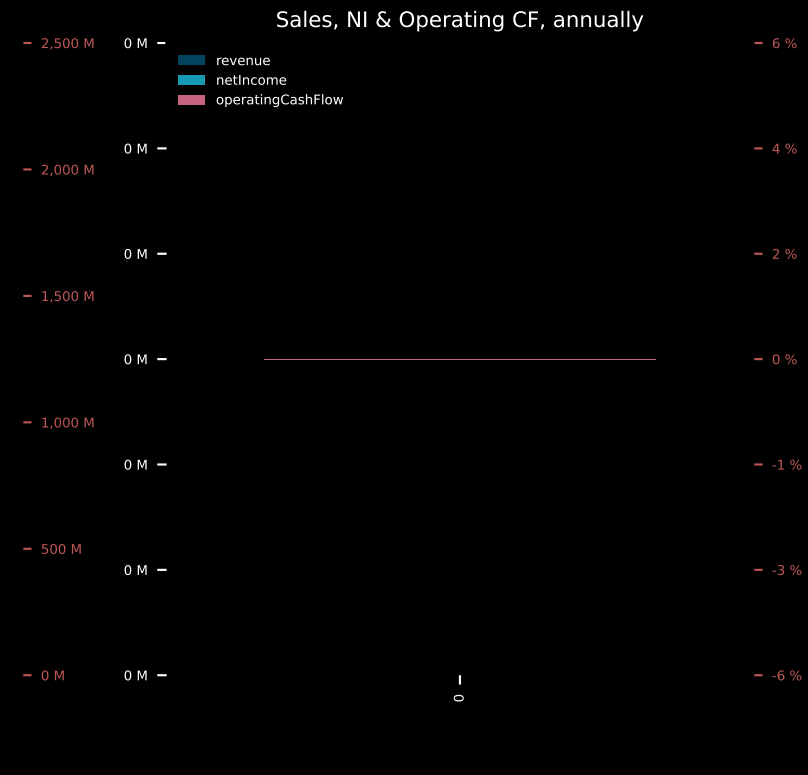 Sales, NI & Operating CF, annually
2,500 M
0 M
6 %
revenue
netIncome
operatingCashFlow
0 M
4 %
2,000 M
0 M
2 %
1,500 M
0 M
0 %
1,000 M
0 M
-1 %
500 M
0 M
-3 %
0 M
0 M
-6 %
0